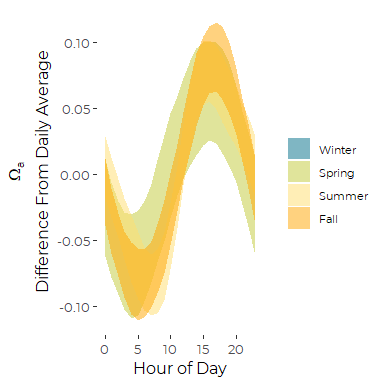 Ωa
Difference From Daily Average
0.10
0.05
0.00
-0.05
-0.10
0 5 10 15 20
Hour of Day
Winter
Spring
Summer
Fall